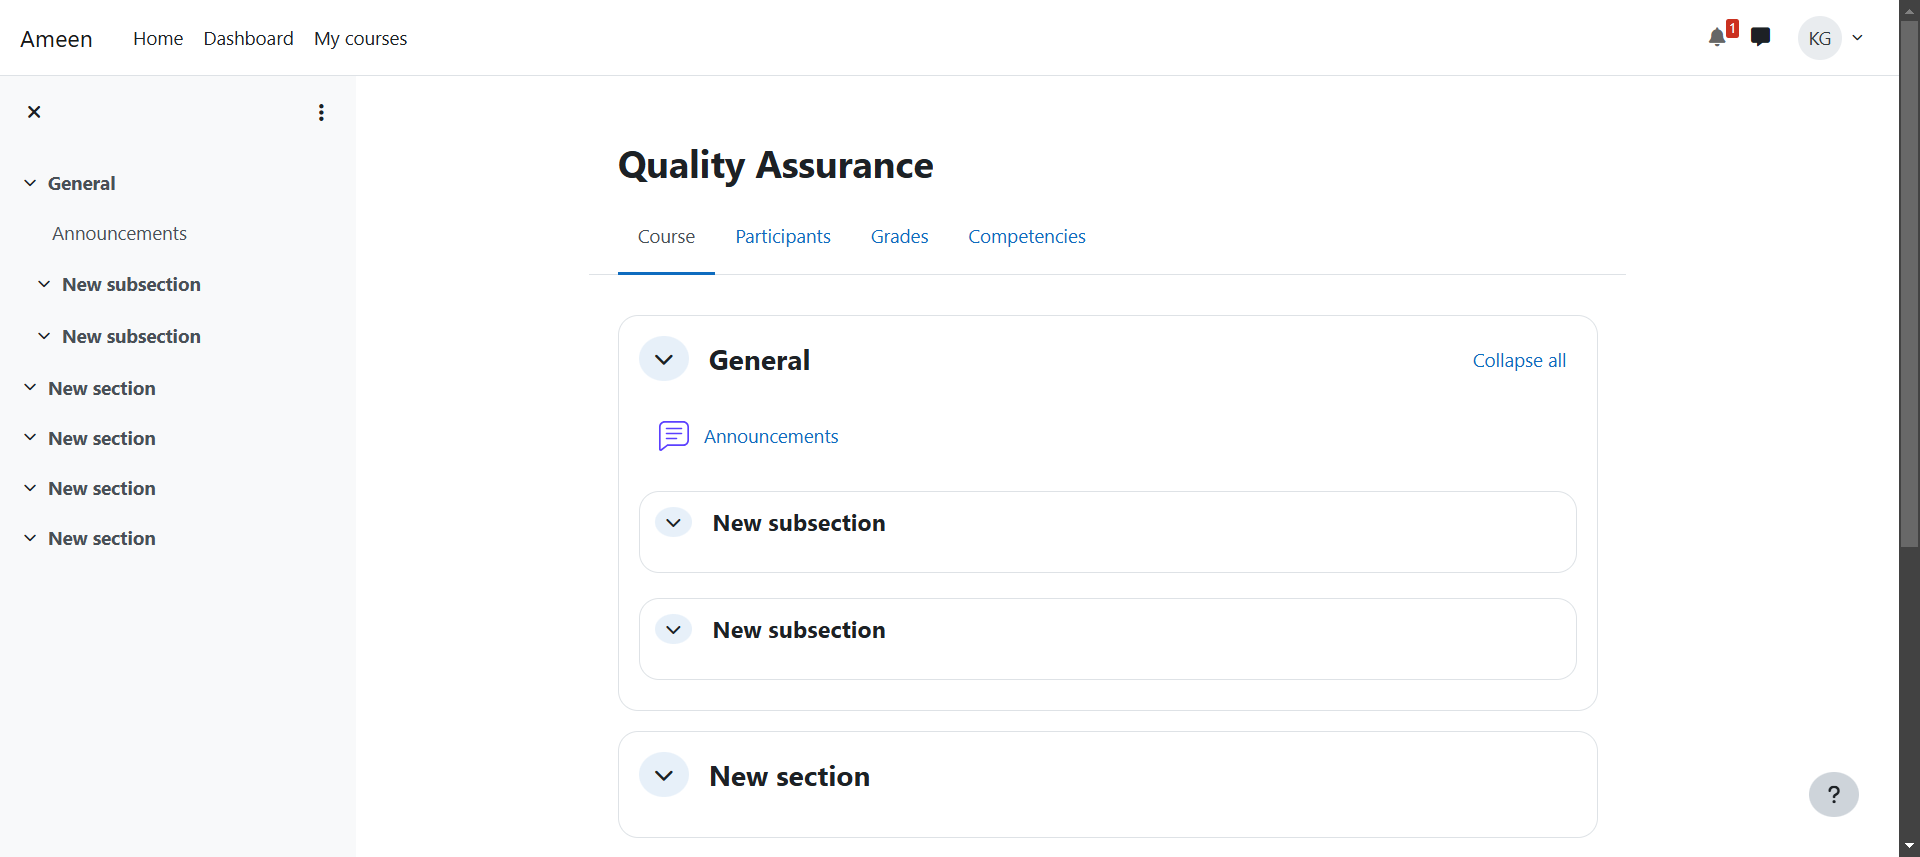 Ameen
Home
Dashboard
My courses
1
KG
General
Announcements
New subsection
New subsection
New section
New section
New section
New section
Quality Assurance
Course
Participants
Grades
Competencies
General
Collapse all
Announcements
New subsection
New subsection
New section
?